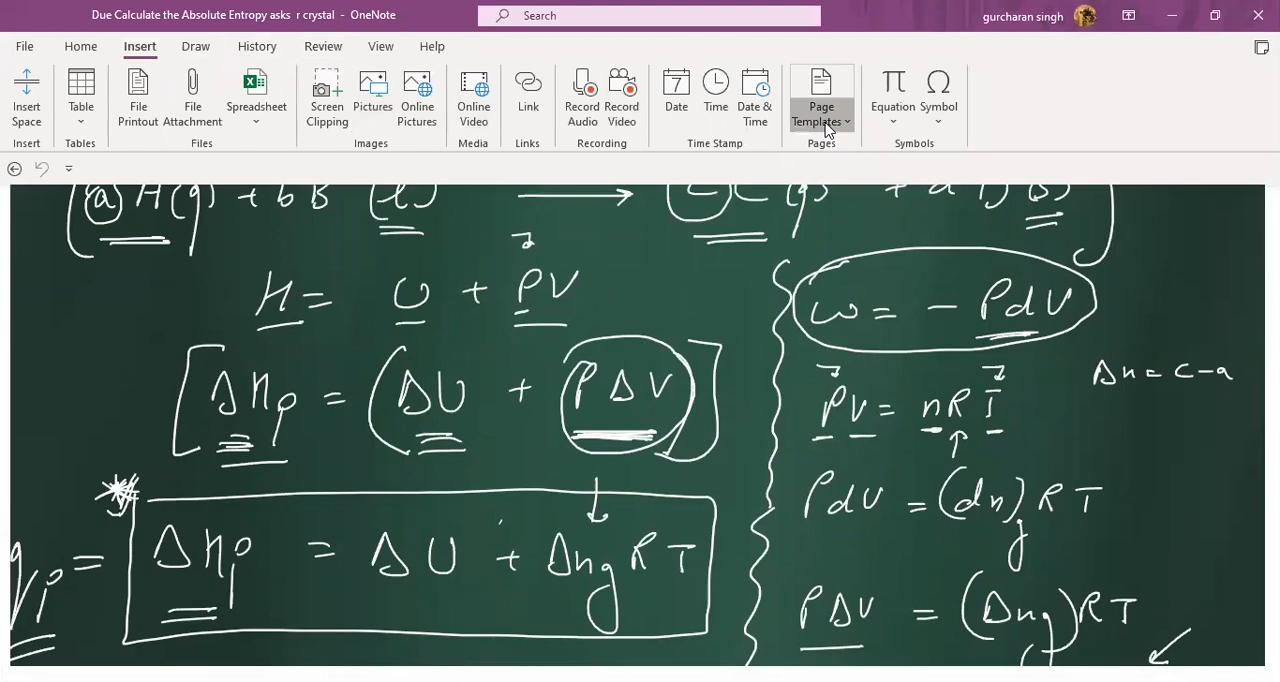 Due Calculate the Absolute Entropy asks r crystal - OneNote
Search
gurcharan singh
File Home Insert Draw History Review View Help
Insert Space
Table
File Printout
File Attachment
Spreadsheet
Screen Clipping
Pictures
Online Pictures
Online Video
Link
Record Audio
Record Video
Date
Time
Date & Time
Page Templates
Equation
Symbol
Insert Tables Files Images Media Links Recording Time Stamp Pages Symbols
(g) + b B (l) → C (g) + (s)
H = U + PV
w = - PdV
[ΔHp = (ΔU + PΔV)]
Δn = c-a
PV = nRT
PdV = (dn)g RT
qp = ΔHp = ΔU + Δng RT
PΔV = (Δng) RT